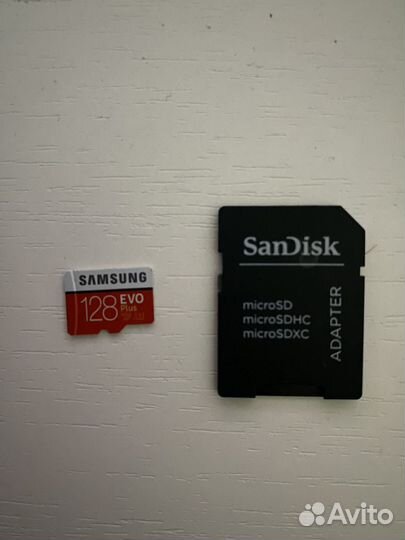 SAMSUNG
128 EVO
Plus
SanDisk
microSD
microSDHC
microSDXC
ADAPTER
Avito